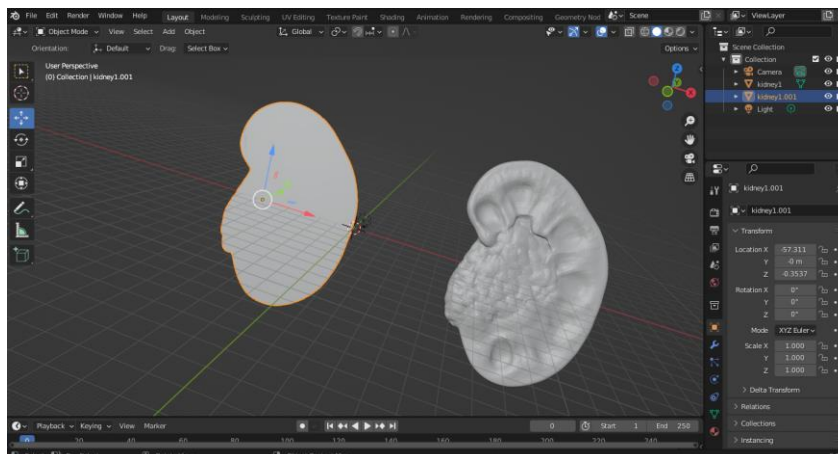 File Edit Render Window Help Layout Modeling Sculpting UV Editing Texture Paint Shading Animation Rendering Compositing Geometry Nod Scene ViewLayer
Object Mode View Select Add Object Global
Orientation: Default Drag: Select Box Options
User Perspective
(0) Collection | kidney1.001
Z
X
Scene Collection
Collection
Camera
kidney1
kidney1.001
Light
kidney1.001
kidney1.001
Transform
Location X -57.311
Y -0 m
Z -0.3537
Rotation X 0°
Y 0°
Z 0°
Mode XYZ Euler
Scale X 1.000
Y 1.000
Z 1.000
Delta Transform
Relations
Collections
Instancing
Playback Keying View Marker 0 Start 1 End 250
0 20 40 60 80 100 120 140 160 180 200 220 240